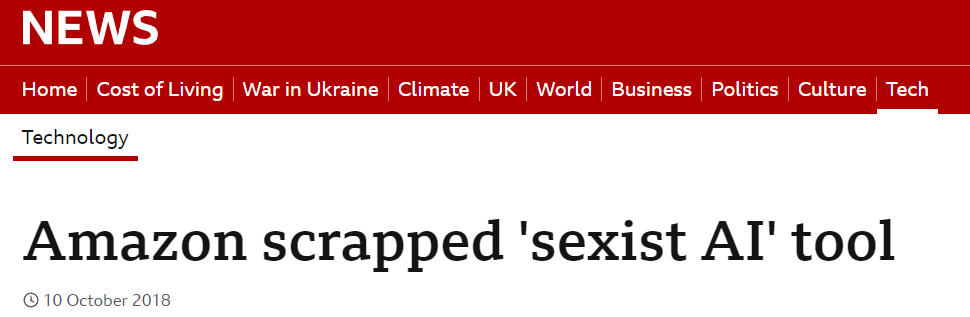 NEWS
Home Cost of Living War in Ukraine Climate UK World Business Politics Culture Tech
Technology
Amazon scrapped 'sexist AI' tool
10 October 2018